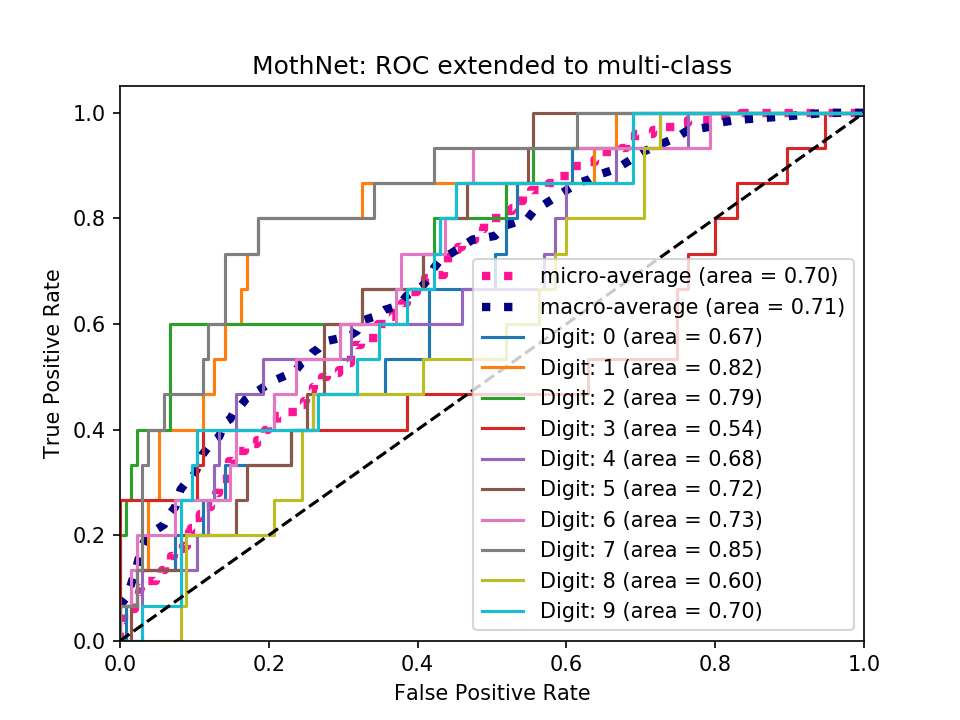 MothNet: ROC extended to multi-class
True Positive Rate
1.0
0.8
0.6
0.4
0.2
0.0
micro-average (area = 0.70)
macro-average (area = 0.71)
Digit: 0 (area = 0.67)
Digit: 1 (area = 0.82)
Digit: 2 (area = 0.79)
Digit: 3 (area = 0.54)
Digit: 4 (area = 0.68)
Digit: 5 (area = 0.72)
Digit: 6 (area = 0.73)
Digit: 7 (area = 0.85)
Digit: 8 (area = 0.60)
Digit: 9 (area = 0.70)
0.0 0.2 0.4 0.6 0.8 1.0
False Positive Rate